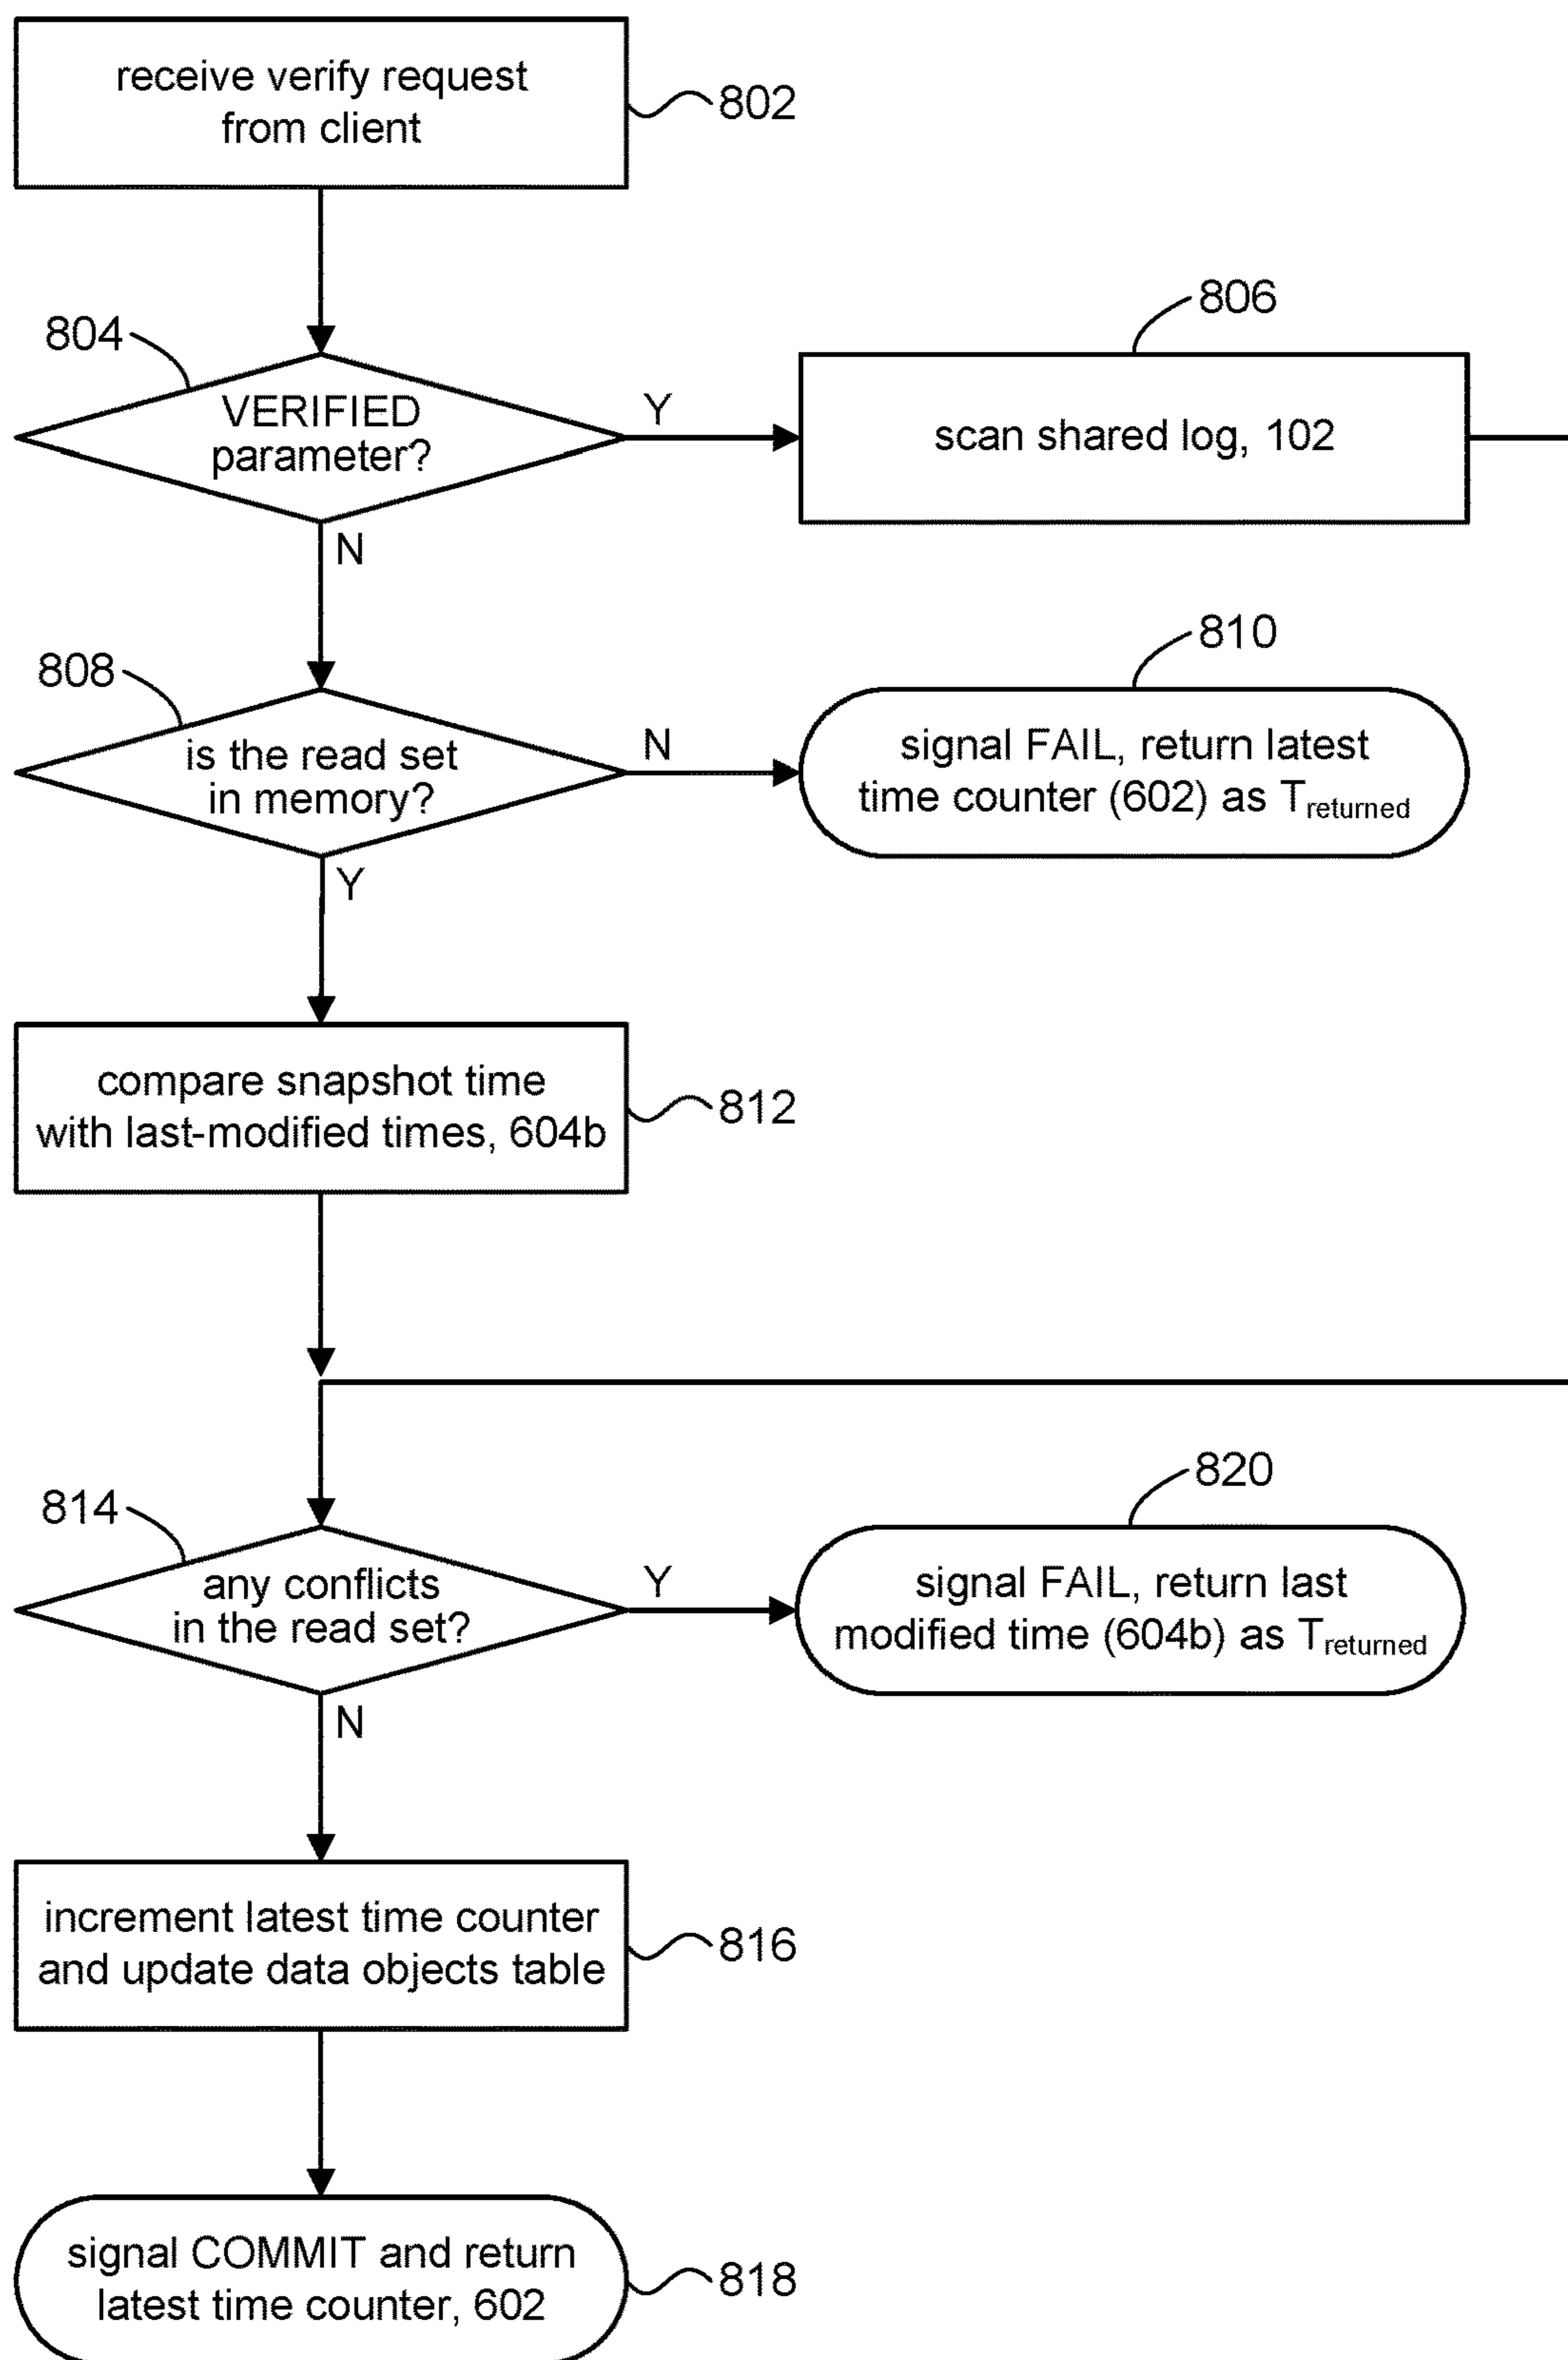 receive verify request
from client
802
804
VERIFIED
parameter?
Y
N
806
scan shared log, 102
808
is the read set
in memory?
N
Y
810
signal FAIL, return latest
time counter (602) as Treturned
compare snapshot time
with last-modified times, 604b
812
814
any conflicts
in the read set?
Y
N
820
signal FAIL, return last
modified time (604b) as Treturned
increment latest time counter
and update data objects table
816
signal COMMIT and return
latest time counter, 602
818